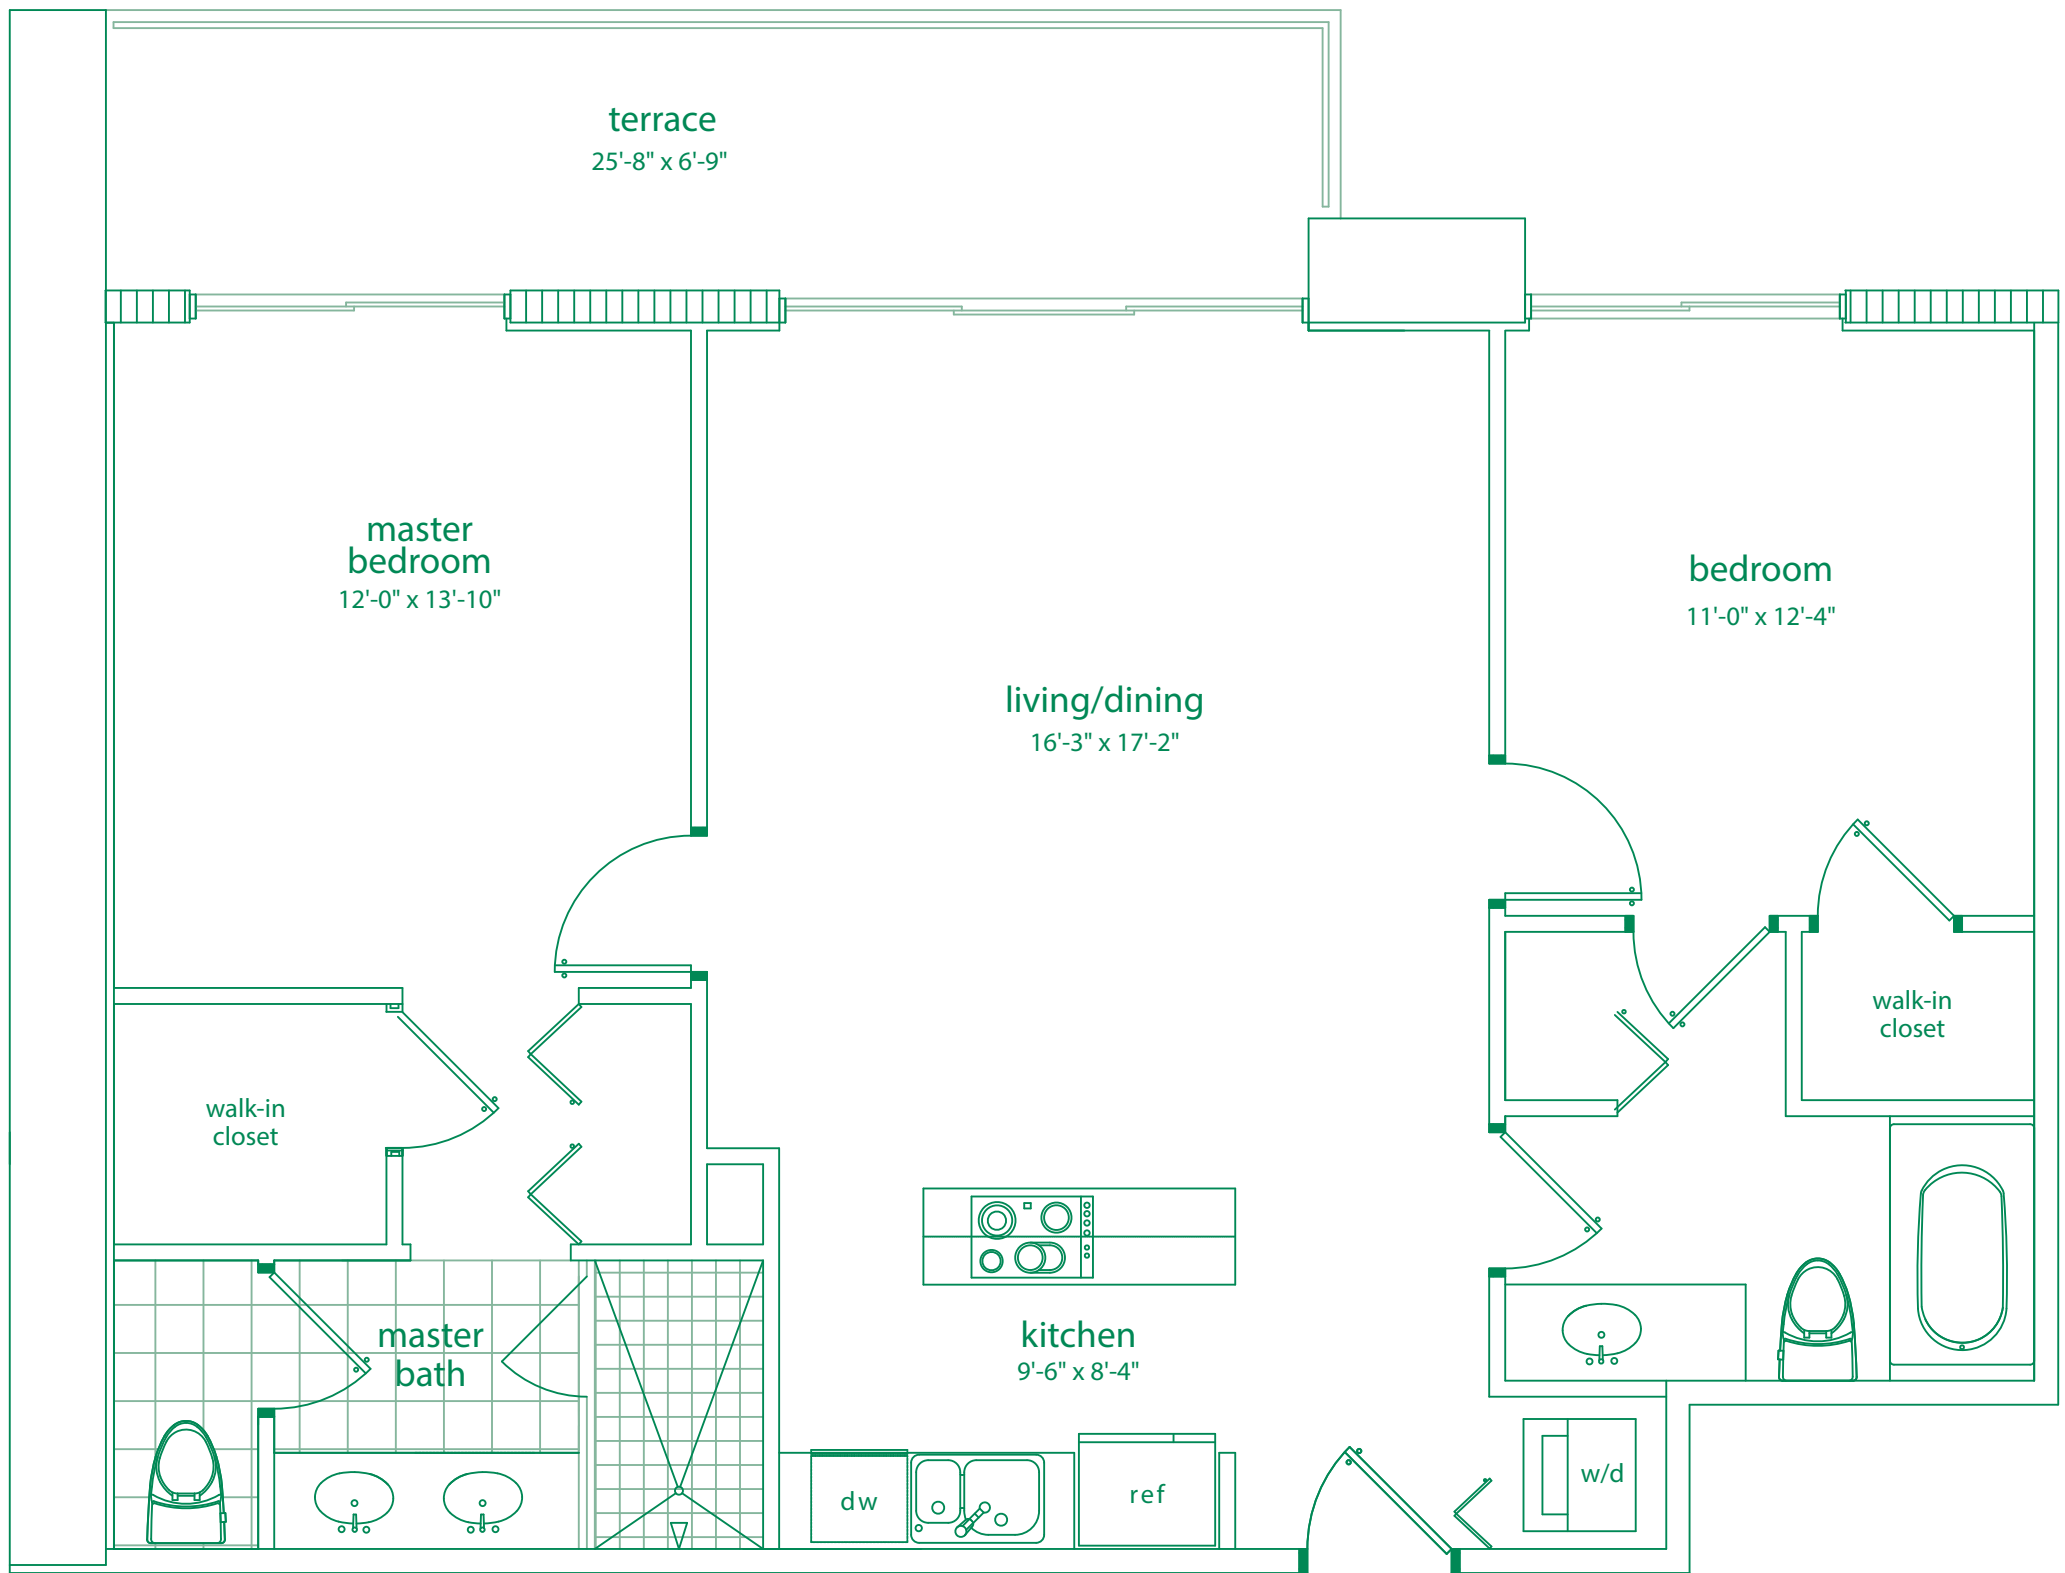 terrace
25'-8" x 6'-9"
master
bedroom
12'-0" x 13'-10"
bedroom
11'-0" x 12'-4"
living/dining
16'-3" x 17'-2"
walk-in
closet
walk-in
closet
master
bath
kitchen
9'-6" x 8'-4"
dw
ref
w/d